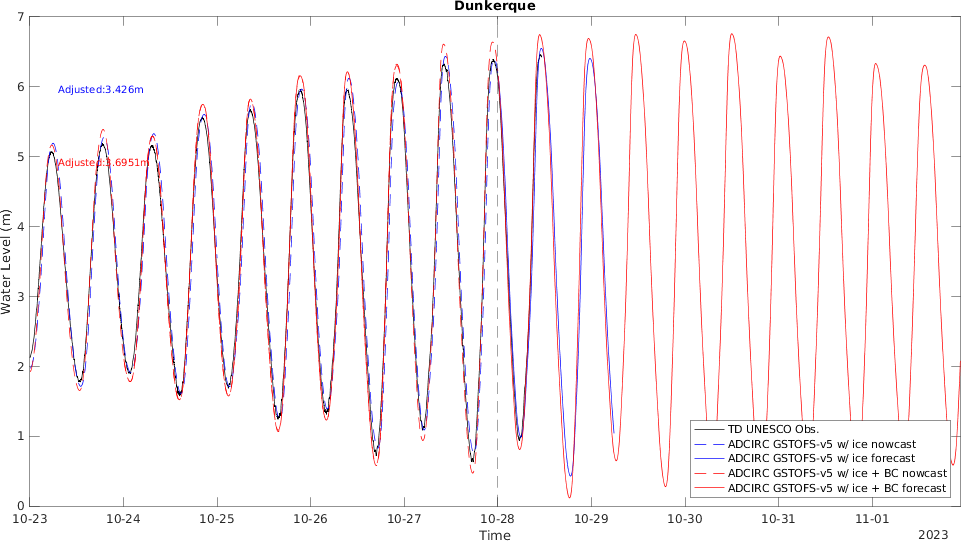 Dunkerque
7
6
5
4
3
2
1
0
Water Level (m)
Adjusted:3.426m
Adjusted:3.6951m
TD UNESCO Obs.
ADCIRC GSTOFS-v5 w/ ice nowcast
ADCIRC GSTOFS-v5 w/ ice forecast
ADCIRC GSTOFS-v5 w/ ice + BC nowcast
ADCIRC GSTOFS-v5 w/ ice + BC forecast
10-23 10-24 10-25 10-26 10-27 10-28 10-29 10-30 10-31 11-01
Time
2023